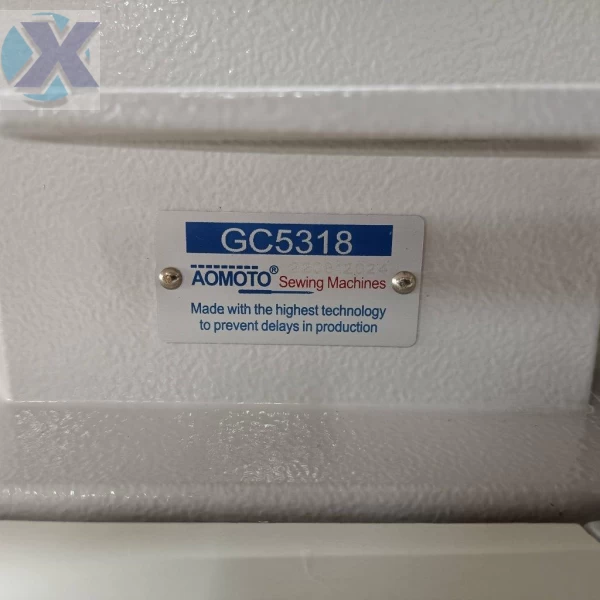 X
GC5318
AOMOTO® Sewing Machines
Made with the highest technology
to prevent delays in production